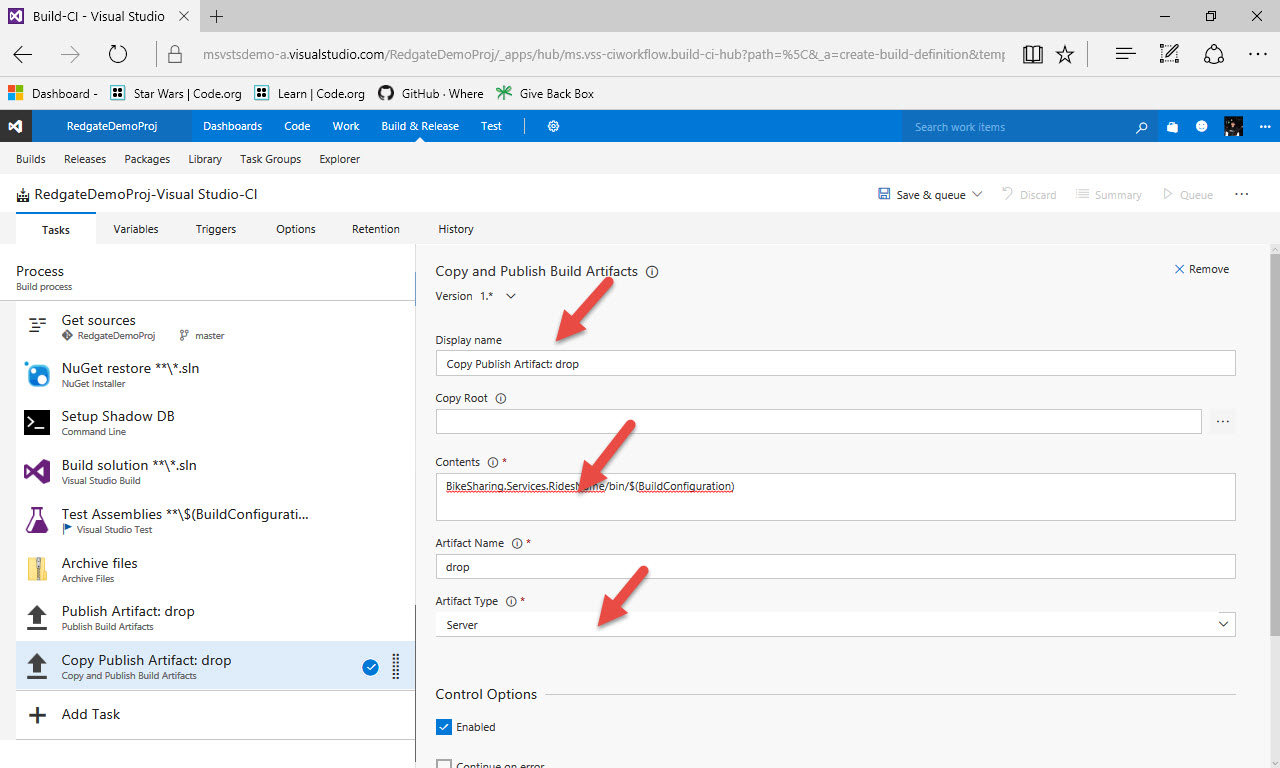 Build-CI - Visual Studio
msvstsdemo-a.visualstudio.com/RedgateDemoProj/_apps/hub/ms.vss-ciworkflow.build-ci-hub?path=%5C&_a=create-build-definition&temp
Dashboard - Star Wars | Code.org Learn | Code.org GitHub · Where Give Back Box
RedgateDemoProj Dashboards Code Work Build & Release Test Search work items
Builds Releases Packages Library Task Groups Explorer
RedgateDemoProj-Visual Studio-CI Save & queue Discard Summary Queue ...
Tasks Variables Triggers Options Retention History
Process
Build process
Get sources
RedgateDemoProj master
NuGet restore **\*.sln
NuGet Installer
Setup Shadow DB
Command Line
Build solution **\*.sln
Visual Studio Build
Test Assemblies **\$(BuildConfigurati...
Visual Studio Test
Archive files
Archive Files
Publish Artifact: drop
Publish Build Artifacts
Copy Publish Artifact: drop
Copy and Publish Build Artifacts
Add Task
Copy and Publish Build Artifacts Remove
Version 1.*
Display name
Copy Publish Artifact: drop
Copy Root
...
Contents *
/bin/$(BuildConfiguration)
Artifact Name *
drop
Artifact Type *
Server
Control Options
Enabled
Continue on error